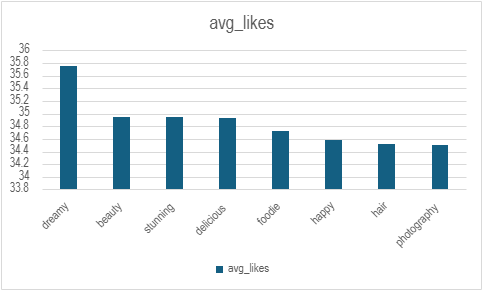 avg_likes
36
35.8
35.6
35.4
35.2
35
34.8
34.6
34.4
34.2
34
33.8
dreamy
beauty
stunning
delicious
foodie
happy
hair
photography
avg_likes